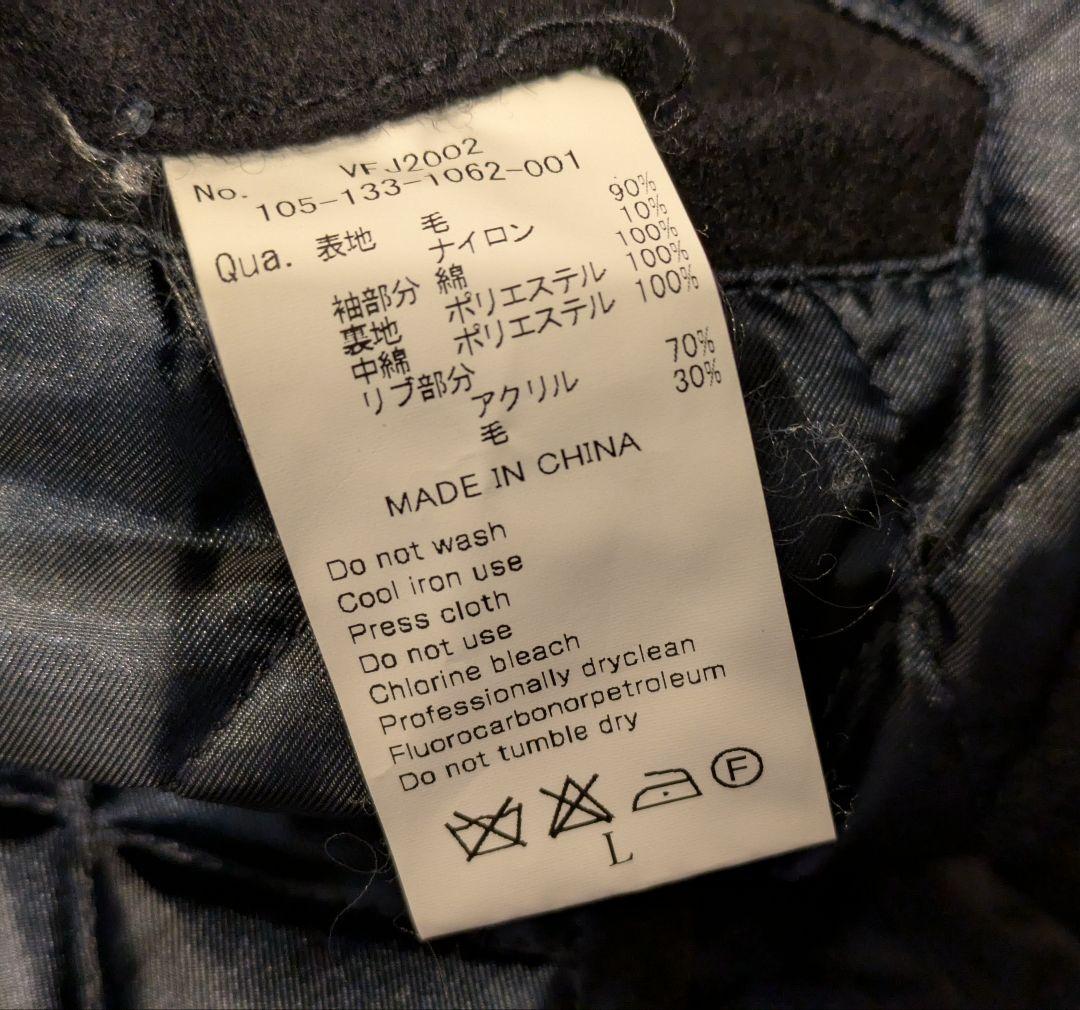 No. VFJ2002
105-133-1062-001
Qua. 表地 毛 90%
ナイロン 10%
袖部分 綿 100%
裏地 ポリエステル 100%
中綿 ポリエステル 100%
リブ部分
アクリル 70%
毛 30%
MADE IN CHINA
Do not wash
Cool iron use
Press cloth
Do not use
Chlorine bleach
Professionally dryclean
Fluorocarbonorpetroleum
Do not tumble dry
F
L